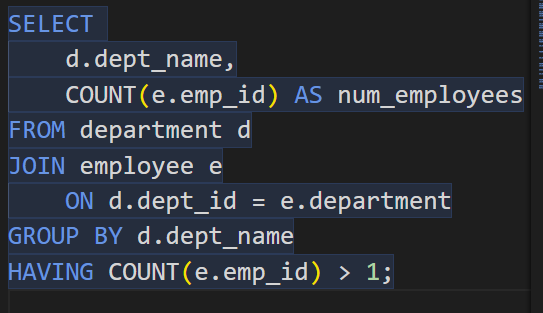 SELECT
    d.dept_name,
    COUNT(e.emp_id) AS num_employees
FROM department d
JOIN employee e
    ON d.dept_id = e.department
GROUP BY d.dept_name
HAVING COUNT(e.emp_id) > 1;